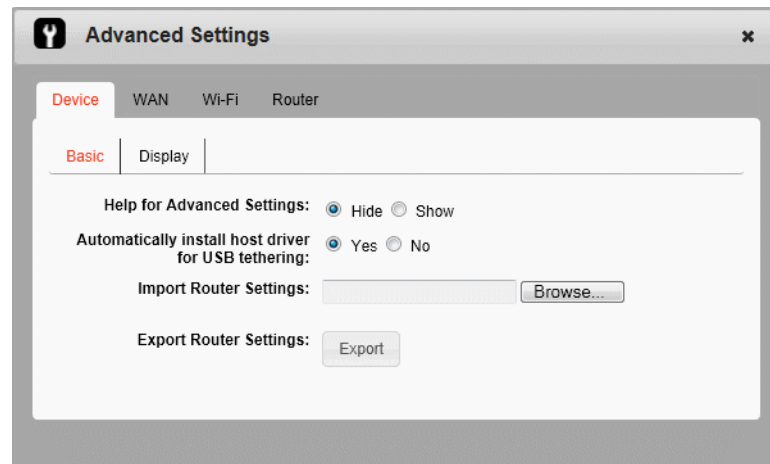 Advanced Settings
Device WAN Wi-Fi Router
Basic Display
Help for Advanced Settings: Hide Show
Automatically install host driver
for USB tethering: Yes No
Import Router Settings: Browse...
Export Router Settings: Export